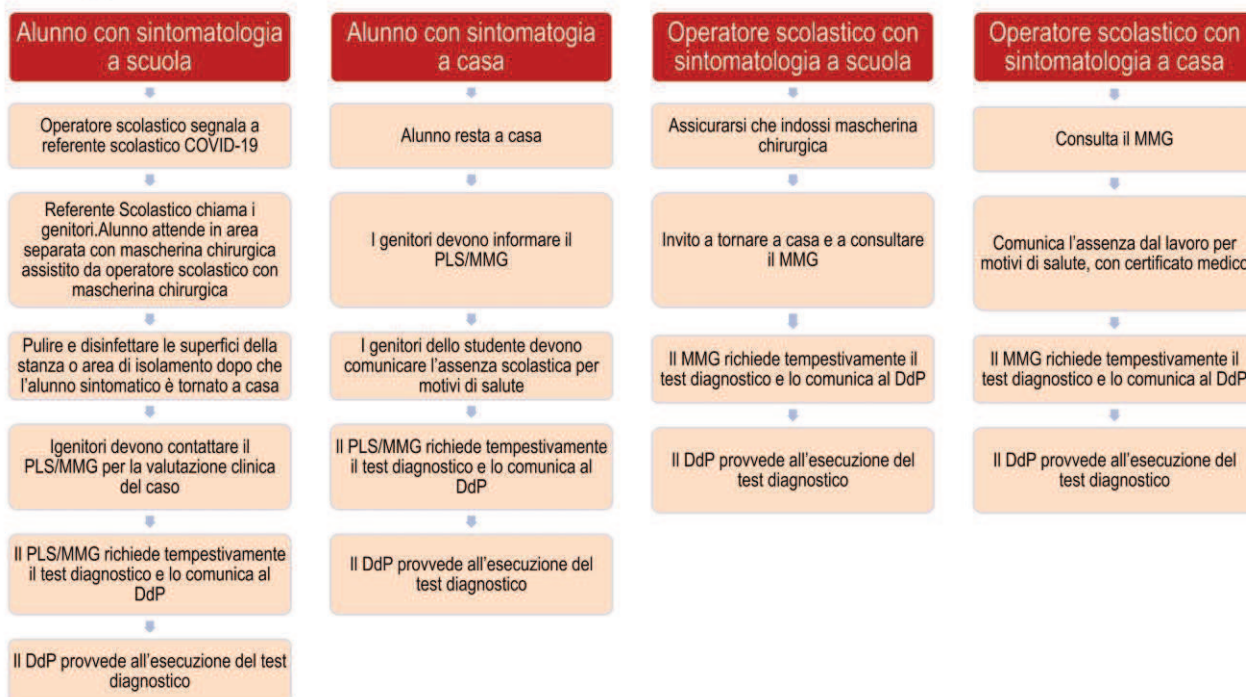 Alunno con sintomatologia
a scuola
Operatore scolastico segnala a
referente scolastico COVID-19
Referente Scolastico chiama i
genitori.Alunno attende in area
separata con mascherina chirurgica
assistito da operatore scolastico con
mascherina chirurgica
Pulire e disinfettare le superfici della
stanza o area di isolamento dopo che
l'alunno sintomatico è tornato a casa
Igenitori devono contattare il
PLS/MMG per la valutazione clinica
del caso
Il PLS/MMG richiede tempestivamente
il test diagnostico e lo comunica al
DdP
Il DdP provvede all'esecuzione del test
diagnostico
Alunno con sintomatogia
a casa
Alunno resta a casa
I genitori devono informare il
PLS/MMG
I genitori dello studente devono
comunicare l'assenza scolastica per
motivi di salute
Il PLS/MMG richiede tempestivamente
il test diagnostico e lo comunica al
DdP
Il DdP provvede all'esecuzione del
test diagnostico
Operatore scolastico con
sintomatologia a scuola
Assicurarsi che indossi mascherina
chirurgica
Invito a tornare a casa e a consultare
il MMG
Il MMG richiede tempestivamente il
test diagnostico e lo comunica al DdP
Il DdP provvede all'esecuzione del
test diagnostico
Operatore scolastico con
sintomatologia a casa
Consulta il MMG
Comunica l'assenza dal lavoro per
motivi di salute, con certificato medico
Il MMG richiede tempestivamente il
test diagnostico e lo comunica al DdP
Il DdP provvede all'esecuzione del
test diagnostico